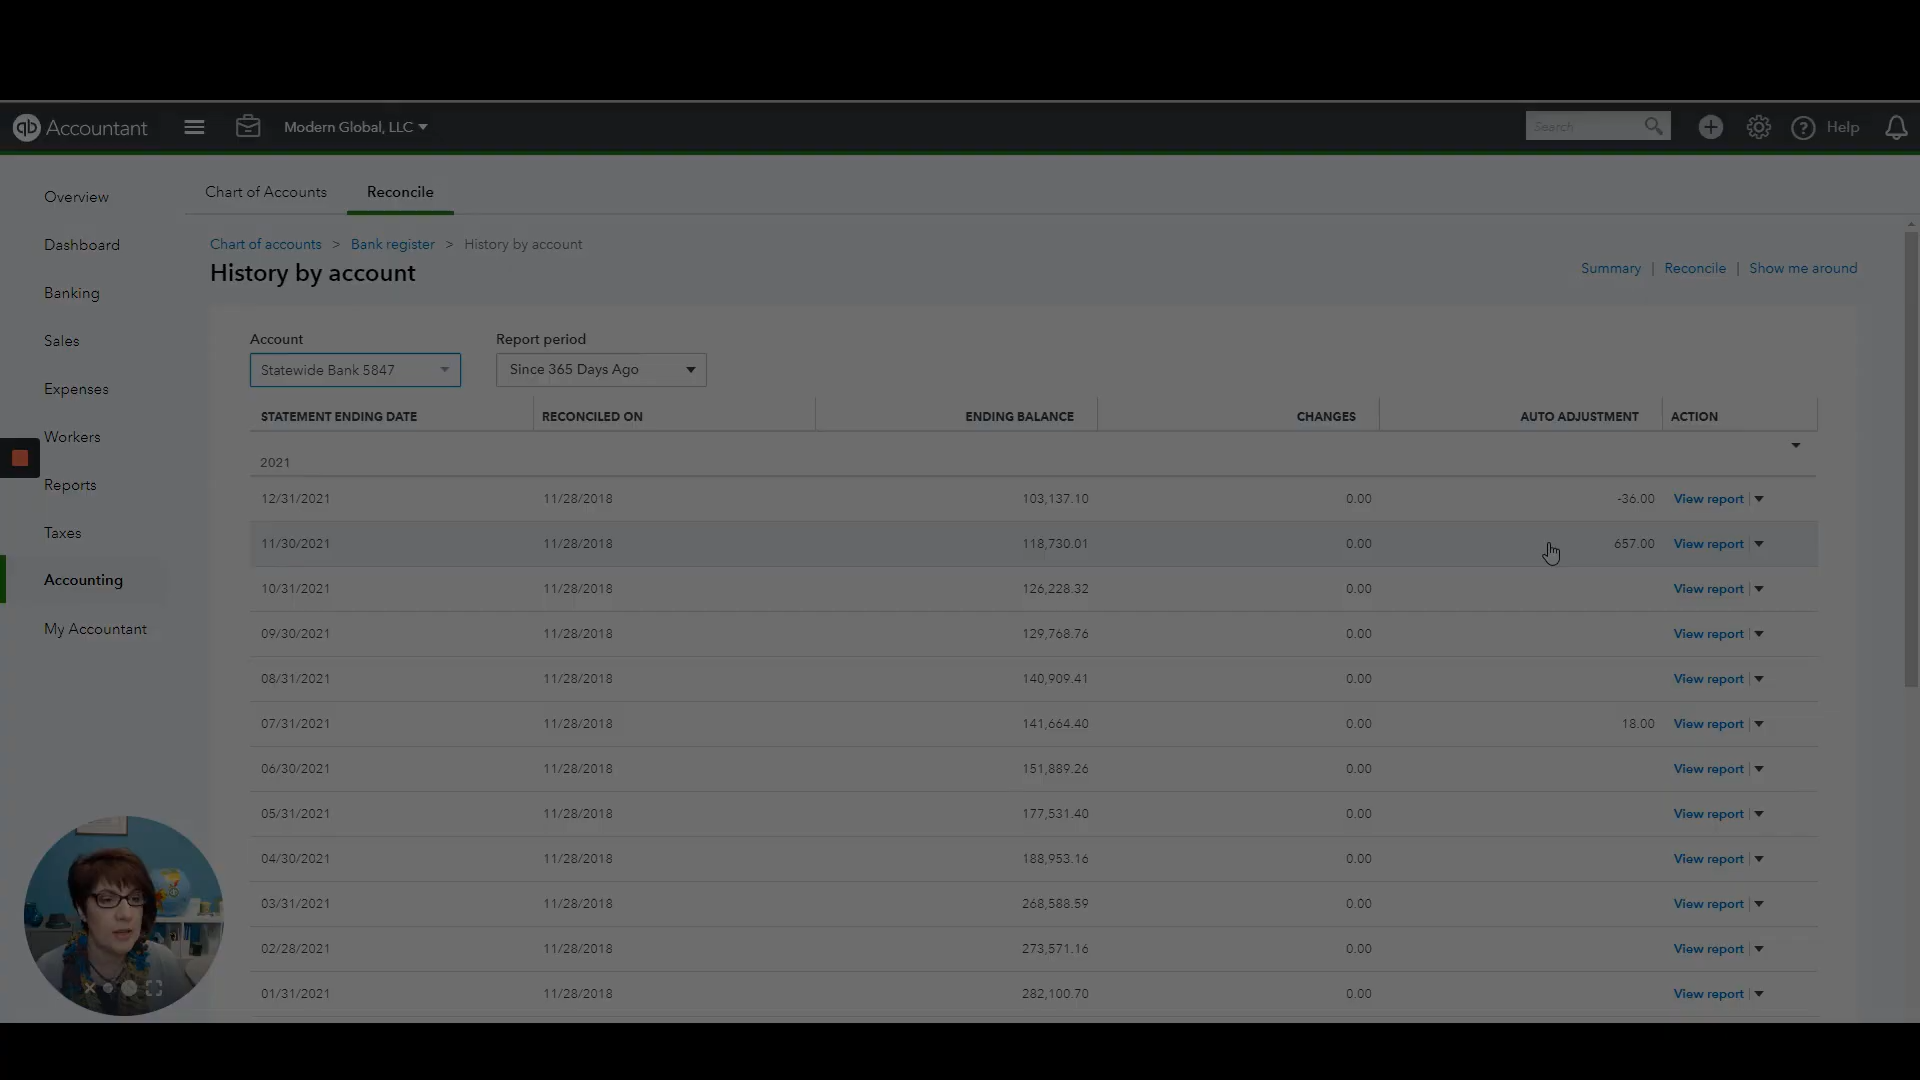 qb Accountant Modern Global, LLC Search Help
Overview
Dashboard
Banking
Sales
Expenses
Workers
Reports
Taxes
Accounting
My Accountant
Chart of Accounts Reconcile
Chart of accounts > Bank register > History by account
History by account
Summary | Reconcile | Show me around
Account Report period
Statewide Bank 5847 Since 365 Days Ago
STATEMENT ENDING DATE RECONCILED ON ENDING BALANCE CHANGES AUTO ADJUSTMENT ACTION
2021
12/31/2021 11/28/2018 103,137.10 0.00 -36.00 View report
11/30/2021 11/28/2018 118,730.01 0.00 657.00 View report
10/31/2021 11/28/2018 126,228.32 0.00 View report
09/30/2021 11/28/2018 129,768.76 0.00 View report
08/31/2021 11/28/2018 140,909.41 0.00 View report
07/31/2021 11/28/2018 141,664.40 0.00 18.00 View report
06/30/2021 11/28/2018 151,889.26 0.00 View report
05/31/2021 11/28/2018 177,531.40 0.00 View report
04/30/2021 11/28/2018 188,953.16 0.00 View report
03/31/2021 11/28/2018 268,588.59 0.00 View report
02/28/2021 11/28/2018 273,571.16 0.00 View report
01/31/2021 11/28/2018 282,100.70 0.00 View report